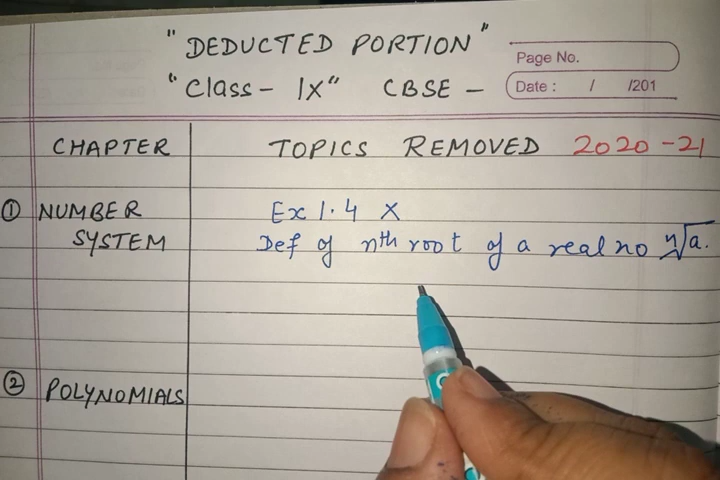 "DEDUCTED PORTION"
Page No.
"Class - IX" CBSE -
Date : / /201
CHAPTER TOPICS REMOVED 2020-21
① NUMBER Ex 1.4 X
SYSTEM Def of nth root of a real no ⁿ√a.
② POLYNOMIALS